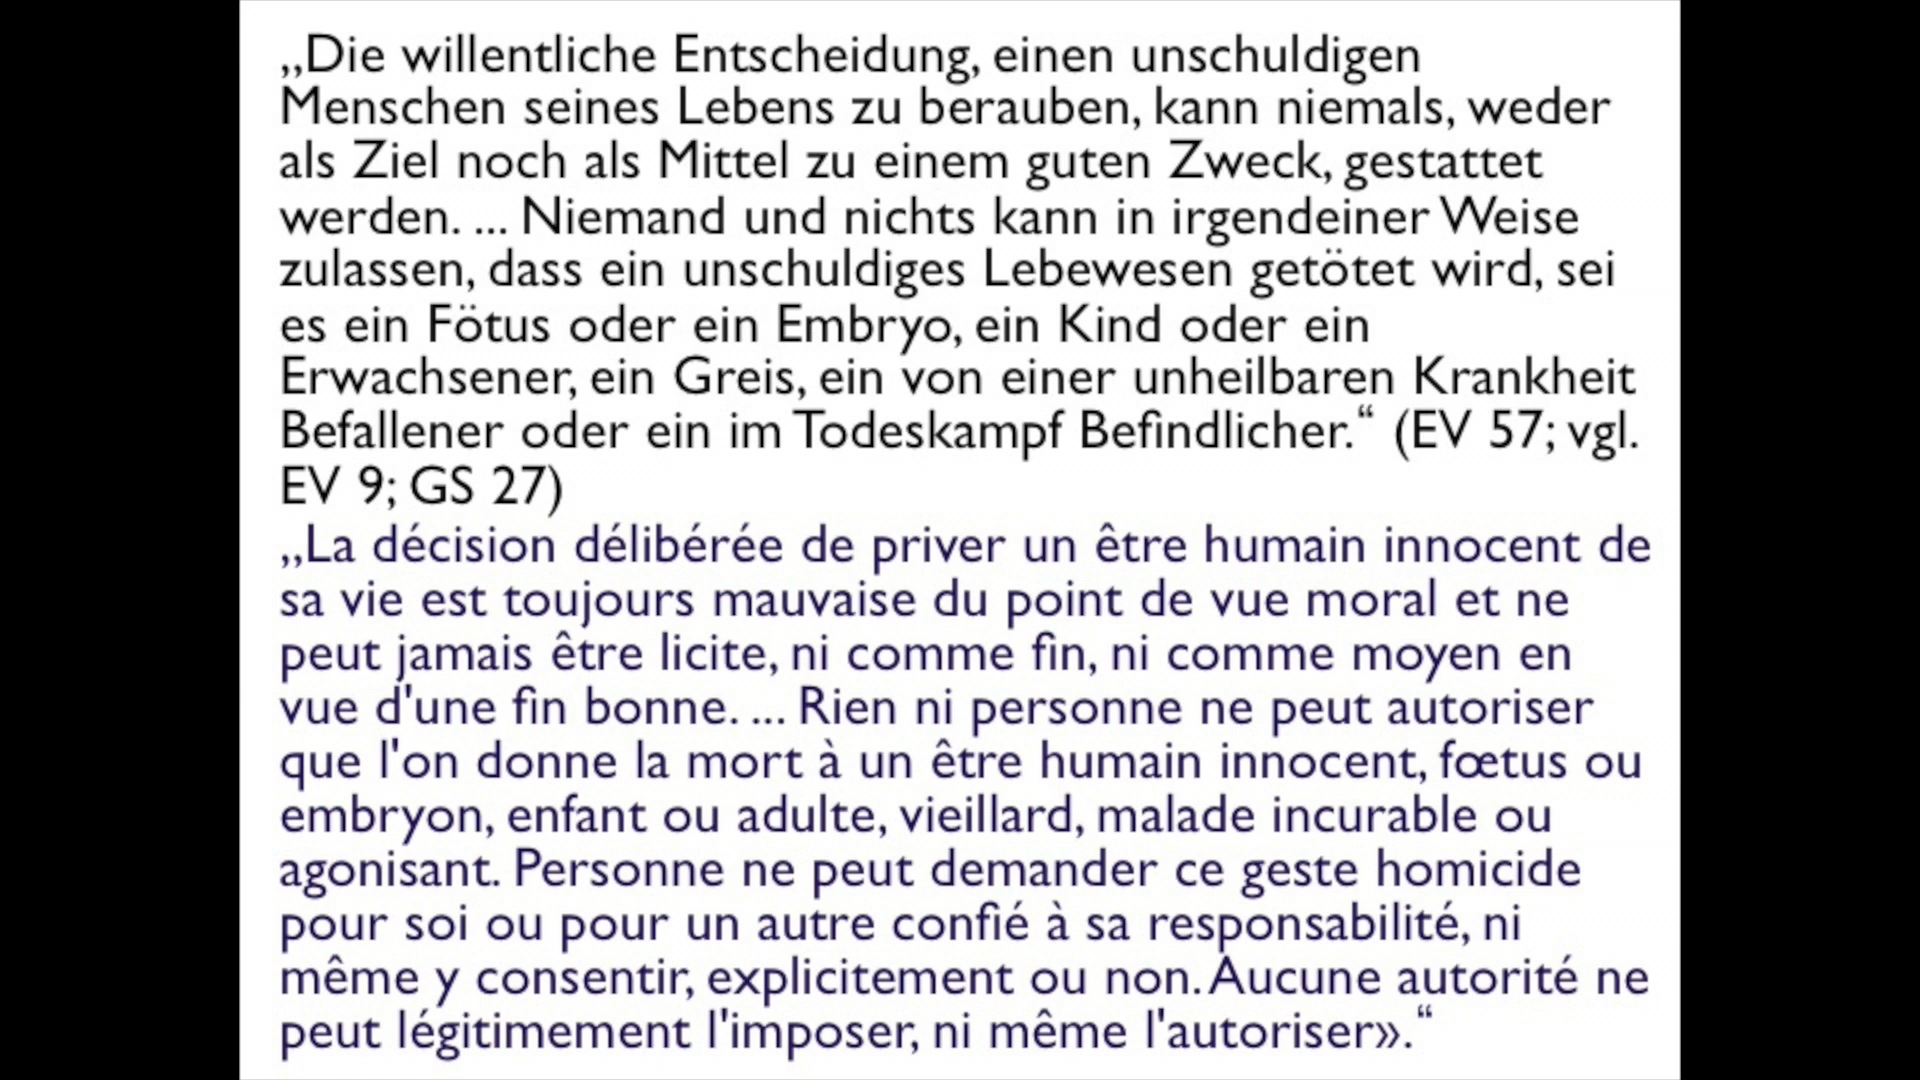 „Die willentliche Entscheidung, einen unschuldigen
Menschen seines Lebens zu berauben, kann niemals, weder
als Ziel noch als Mittel zu einem guten Zweck, gestattet
werden. ... Niemand und nichts kann in irgendeiner Weise
zulassen, dass ein unschuldiges Lebewesen getötet wird, sei
es ein Fötus oder ein Embryo, ein Kind oder ein
Erwachsener, ein Greis, ein von einer unheilbaren Krankheit
Befallener oder ein im Todeskampf Befindlicher.“ (EV 57; vgl.
EV 9; GS 27)
„La décision délibérée de priver un être humain innocent de
sa vie est toujours mauvaise du point de vue moral et ne
peut jamais être licite, ni comme fin, ni comme moyen en
vue d'une fin bonne. ... Rien ni personne ne peut autoriser
que l'on donne la mort à un être humain innocent, fœtus ou
embryon, enfant ou adulte, vieillard, malade incurable ou
agonisant. Personne ne peut demander ce geste homicide
pour soi ou pour un autre confié à sa responsabilité, ni
même y consentir, explicitement ou non. Aucune autorité ne
peut légitimement l'imposer, ni même l'autoriser».“